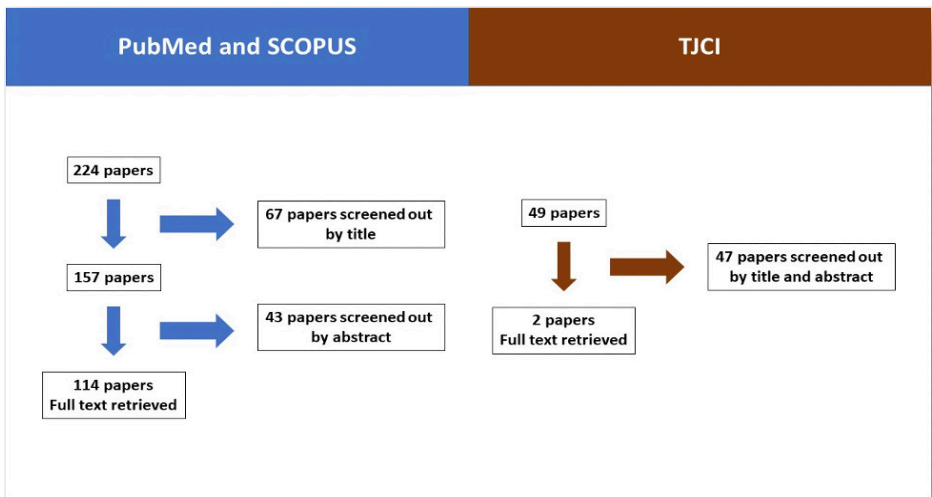 PubMed and SCOPUS
TJCI
224 papers
67 papers screened out
by title
157 papers
43 papers screened out
by abstract
114 papers
Full text retrieved
49 papers
47 papers screened out
by title and abstract
2 papers
Full text retrieved